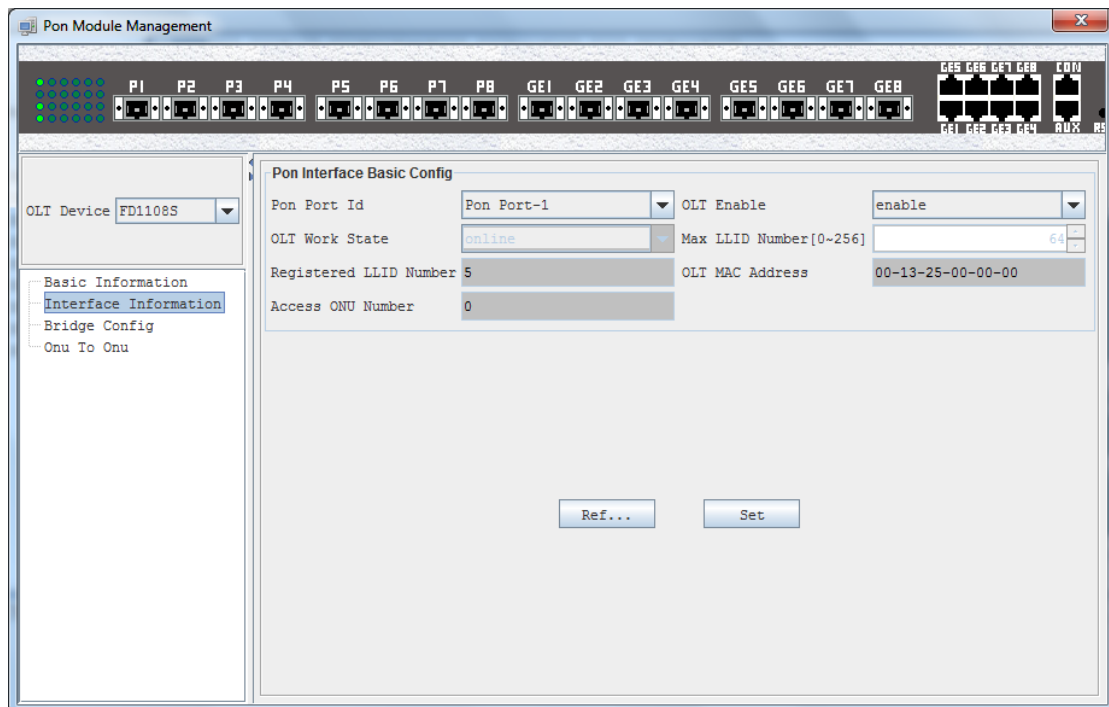 Pon Module Management
GE5 GE6 GE7 GE8 CON
P1 P2 P3 P4 P5 P6 P7 P8 GE1 GE2 GE3 GE4 GE5 GE6 GE7 GE8
GE1 GE2 GE3 GE4 AUX RS
OLT Device FD1108S
Basic Information
Interface Information
Bridge Config
Onu To Onu
Pon Interface Basic Config
Pon Port Id Pon Port-1 OLT Enable enable
OLT Work State online Max LLID Number[0~256] 64
Registered LLID Number 5 OLT MAC Address 00-13-25-00-00-00
Access ONU Number 0
Ref... Set